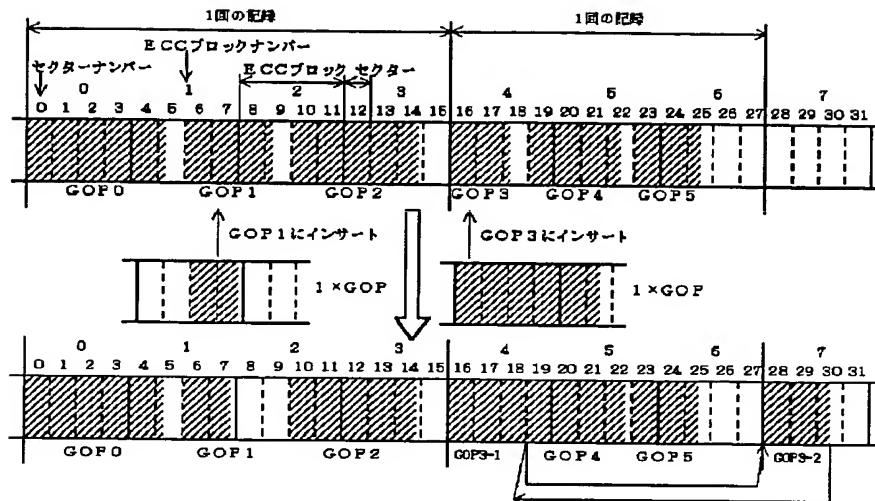 1回の記録 1回の記録
ECCブロックナンバー
セクターナンバー ECCブロック セクター
0 1 2 3 4 5 6 7
0 1 2 3 4 5 6 7 8 9 10 11 12 13 14 15 16 17 18 19 20 21 22 23 24 25 26 27 28 29 30 31
GOP0 GOP1 GOP2 GOP3 GOP4 GOP5
GOP1にインサート GOP3にインサート
1×GOP 1×GOP
0 1 2 3 4 5 6 7
0 1 2 3 4 5 6 7 8 9 10 11 12 13 14 15 16 17 18 19 20 21 22 23 24 25 26 27 28 29 30 31
GOP0 GOP1 GOP2 GOP3-1 GOP4 GOP5 GOP3-2